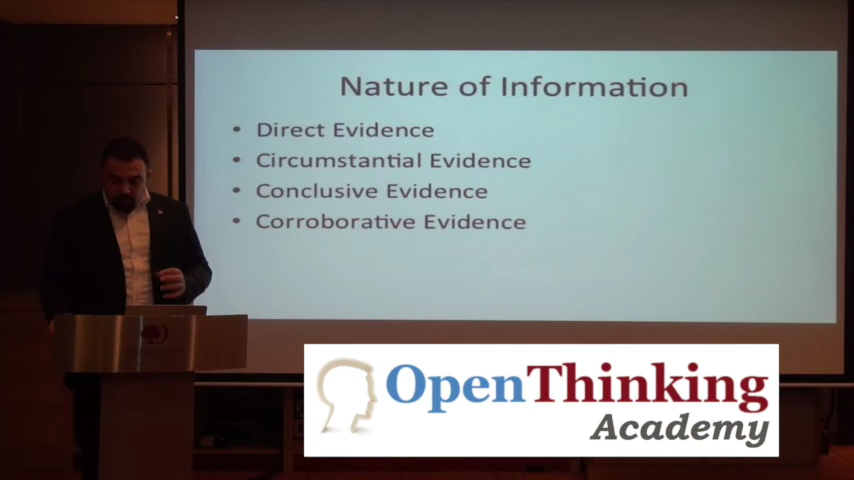 Nature of Information
• Direct Evidence
• Circumstantial Evidence
• Conclusive Evidence
• Corroborative Evidence
OpenThinking
Academy